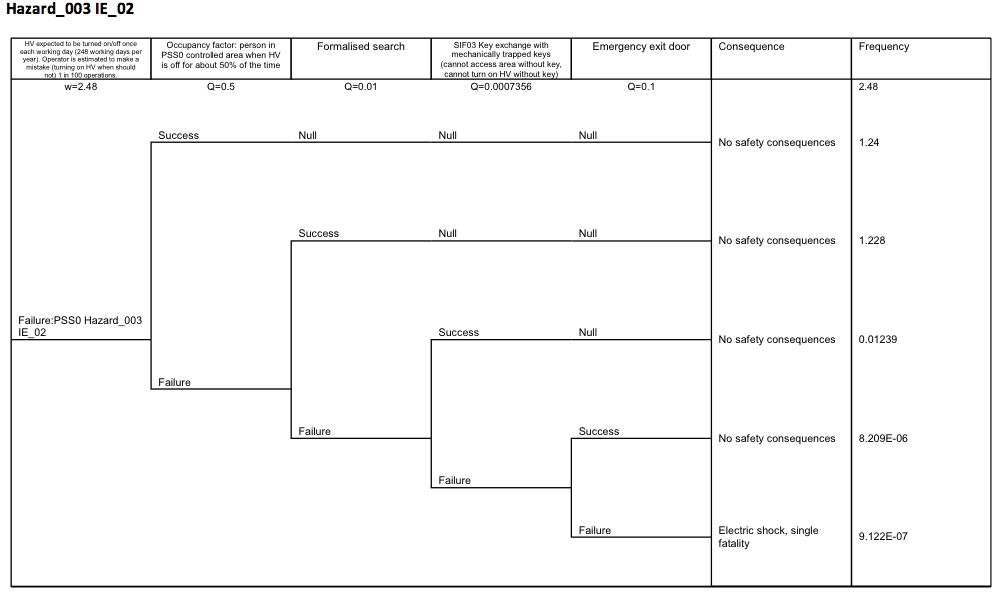 Hazard_003 IE_02
HV expected to be turned on/off once
each working day (248 working days per
year). Operator is estimated to make a
mistake (turning on HV when should
not) 1 in 100 operations.
Occupancy factor: person in
PSS0 controlled area when HV
is off for about 50% of the time
Formalised search
SIF03 Key exchange with
mechanically trapped keys
(cannot access area without key,
cannot turn on HV without key)
Emergency exit door
Consequence
Frequency
w=2.48
Q=0.5
Q=0.01
Q=0.0007356
Q=0.1
2.48
Success
Null
Null
Null
No safety consequences
1.24
Success
Null
Null
No safety consequences
1.228
Failure:PSS0 Hazard_003
IE_02
Success
Null
No safety consequences
0.01239
Failure
Failure
Success
No safety consequences
8.209E-06
Failure
Failure
Electric shock, single
fatality
9.122E-07